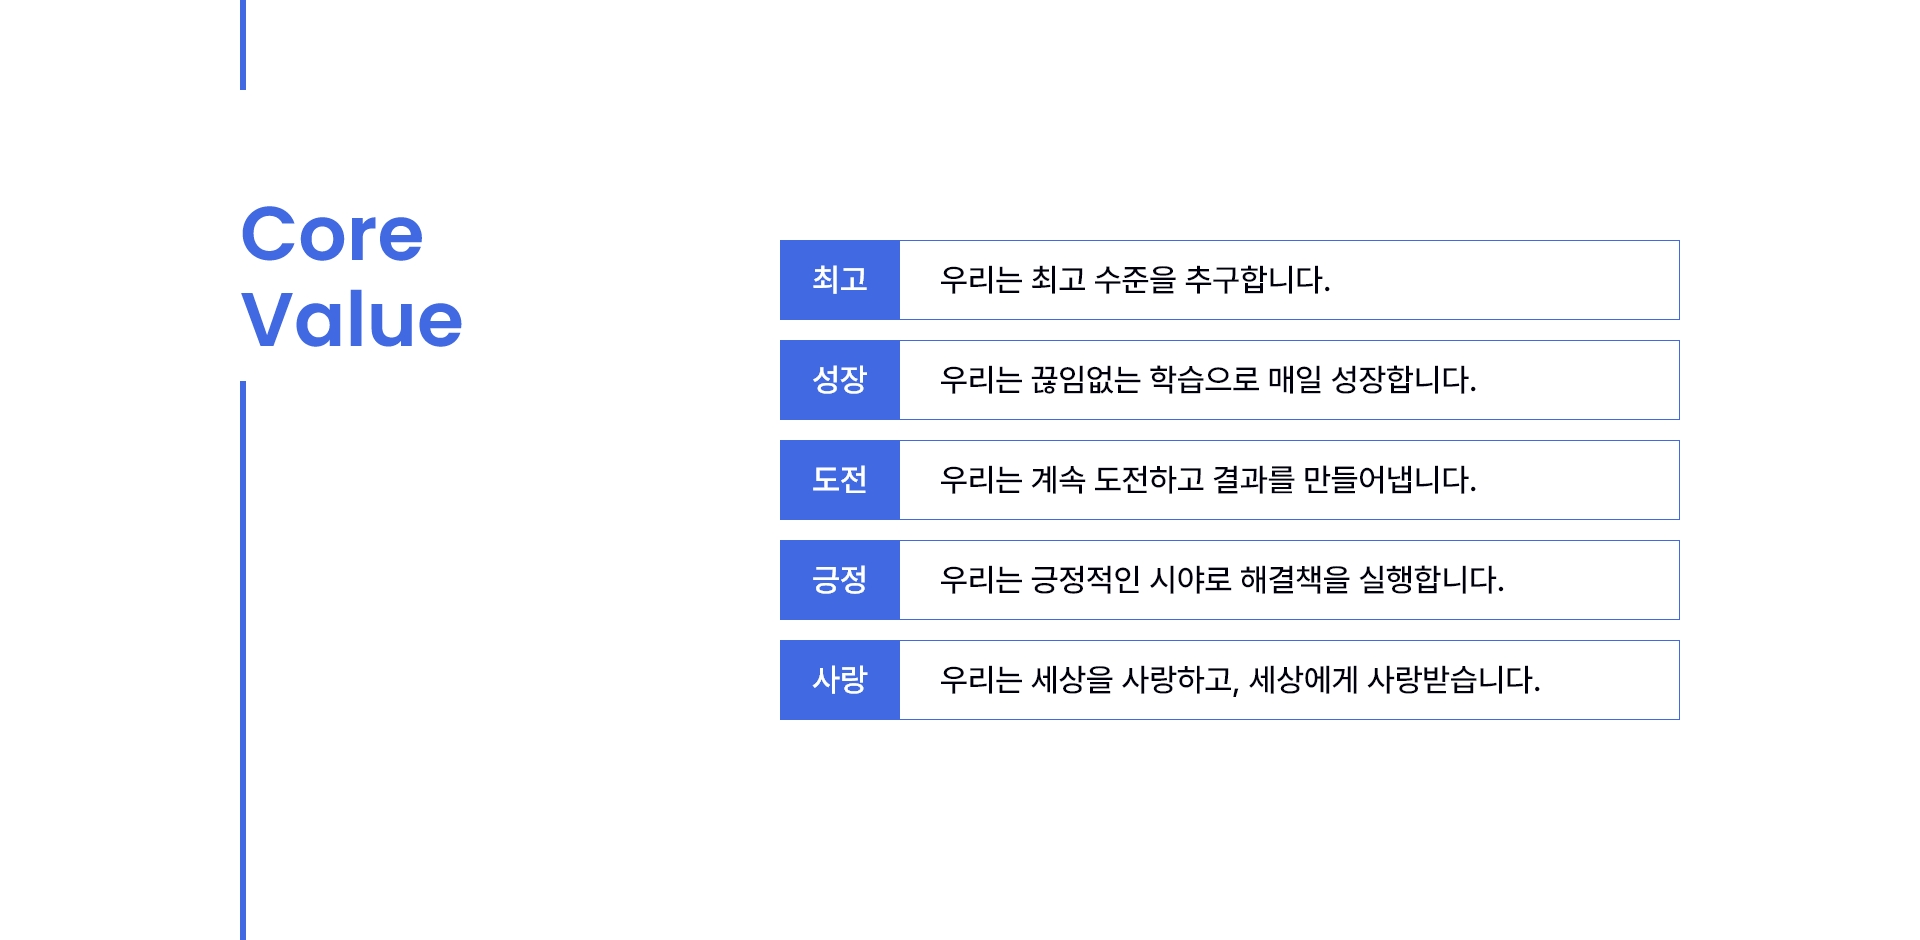 Core
Value
최고
우리는 최고 수준을 추구합니다.
성장
우리는 끊임없는 학습으로 매일 성장합니다.
도전
우리는 계속 도전하고 결과를 만들어냅니다.
긍정
우리는 긍정적인 시야로 해결책을 실행합니다.
사랑
우리는 세상을 사랑하고, 세상에게 사랑받습니다.